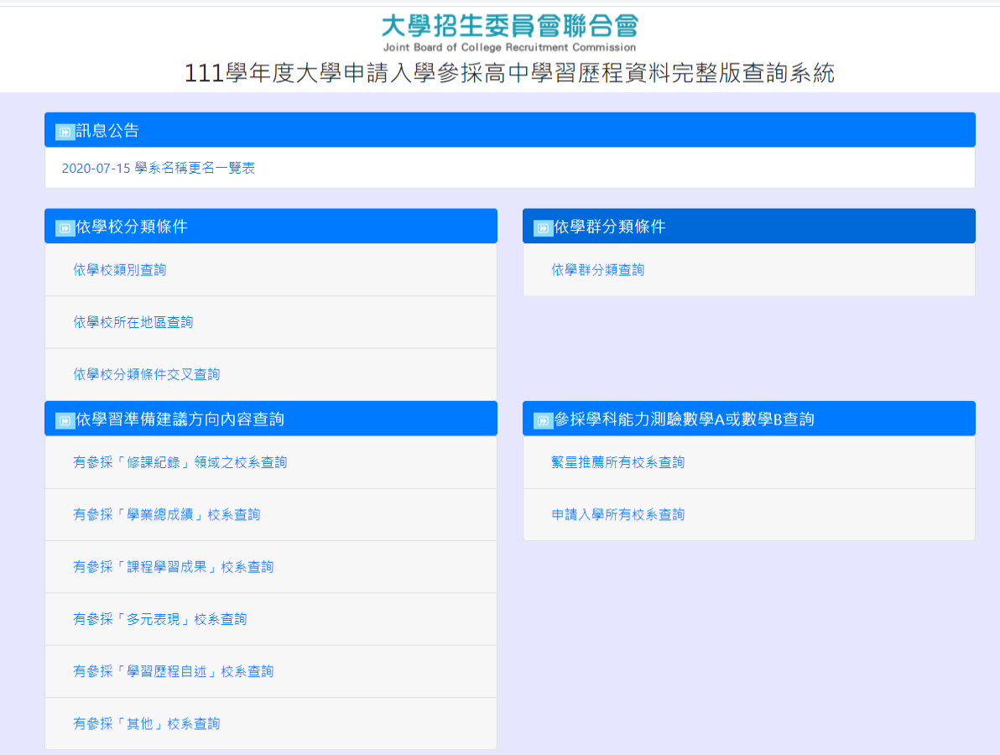 大學招生委員會聯合會
Joint Board of College Recruitment Commission
111學年度大學申請入學參採高中學習歷程資料完整版查詢系統
訊息公告
2020-07-15 學系名稱更名一覽表
依學校分類條件
依學校類別查詢
依學校所在地區查詢
依學校分類條件交叉查詢
依學群分類條件
依學群分類查詢
依學習準備建議方向內容查詢
有參採「修課紀錄」領域之校系查詢
有參採「學業總成績」校系查詢
有參採「課程學習成果」校系查詢
有參採「多元表現」校系查詢
有參採「學習歷程自述」校系查詢
有參採「其他」校系查詢
參採學科能力測驗數學A或數學B查詢
繁星推薦所有校系查詢
申請入學所有校系查詢